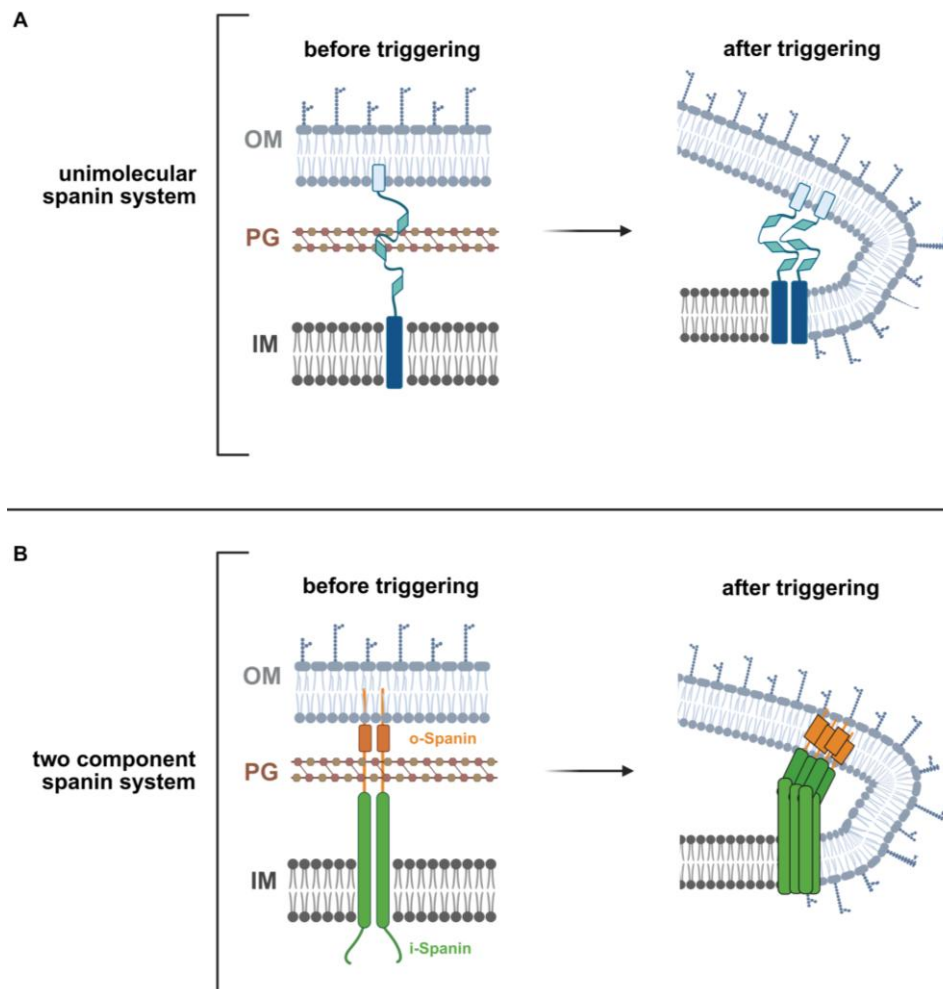 A
before triggering
after triggering
OM
unimolecular
spanin system
PG
IM
B
before triggering
after triggering
OM
o-Spanin
two component
spanin system
PG
IM
i-Spanin